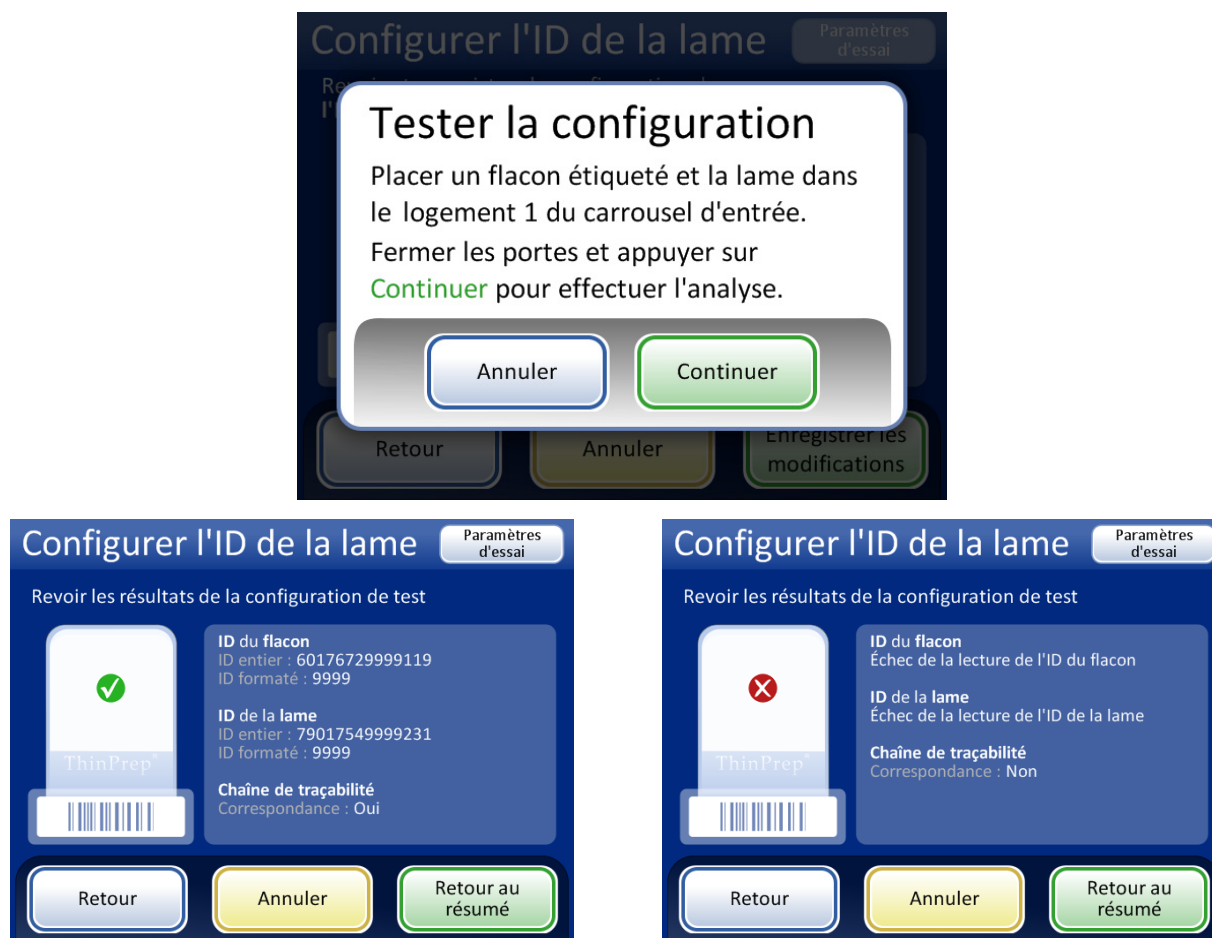 Configurer l'ID de la lame
Paramètres
d'essai
Tester la configuration
Placer un flacon étiqueté et la lame dans
le logement 1 du carrousel d'entrée.
Fermer les portes et appuyer sur
Continuer pour effectuer l'analyse.
Annuler
Continuer
Retour
Annuler
Enregistrer les
modifications
Configurer l'ID de la lame
Paramètres
d'essai
Revoir les résultats de la configuration de test
ID du flacon
ID entier : 60176729999119
ID formaté : 9999
ID de la lame
ID entier : 79017549999231
ID formaté : 9999
Chaîne de traçabilité
Correspondance : Oui
ThinPrep®
Retour
Annuler
Retour au
résumé
Configurer l'ID de la lame
Paramètres
d'essai
Revoir les résultats de la configuration de test
ID du flacon
Échec de la lecture de l'ID du flacon
ID de la lame
Échec de la lecture de l'ID de la lame
Chaîne de traçabilité
Correspondance : Non
ThinPrep®
Retour
Annuler
Retour au
résumé